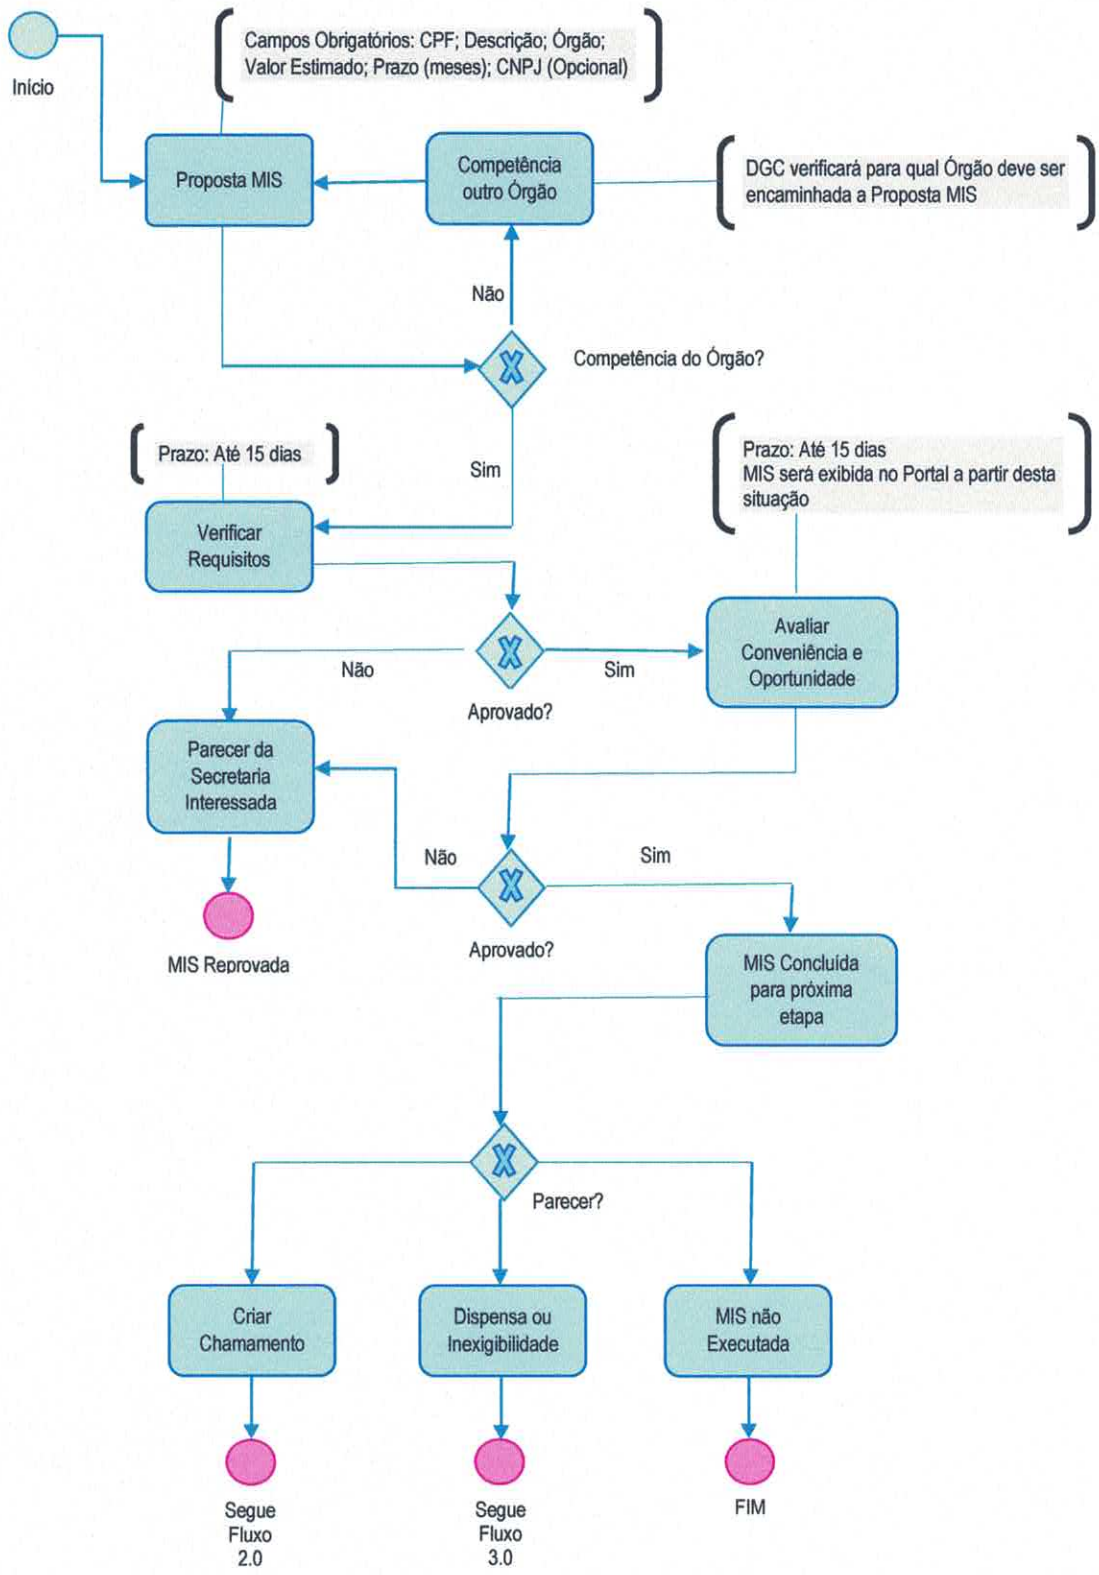 Campos Obrigatórios: CPF; Descrição; Órgão;
Valor Estimado; Prazo (meses); CNPJ (Opcional)
Início
Proposta MIS
Competência
outro Órgão
DGC verificará para qual Órgão deve ser
encaminhada a Proposta MIS
Não
Competência do Órgão?
Sim
Prazo: Até 15 dias
Prazo: Até 15 dias
MIS será exibida no Portal a partir desta
situação
Verificar
Requisitos
Não
Sim
Aprovado?
Avaliar
Conveniência e
Oportunidade
Parecer da
Secretaria
Interessada
Não
Sim
Aprovado?
MIS Reprovada
MIS Concluída
para próxima
etapa
Parecer?
Criar
Chamamento
Dispensa ou
Inexigibilidade
MIS não
Executada
Segue
Fluxo
2.0
Segue
Fluxo
3.0
FIM